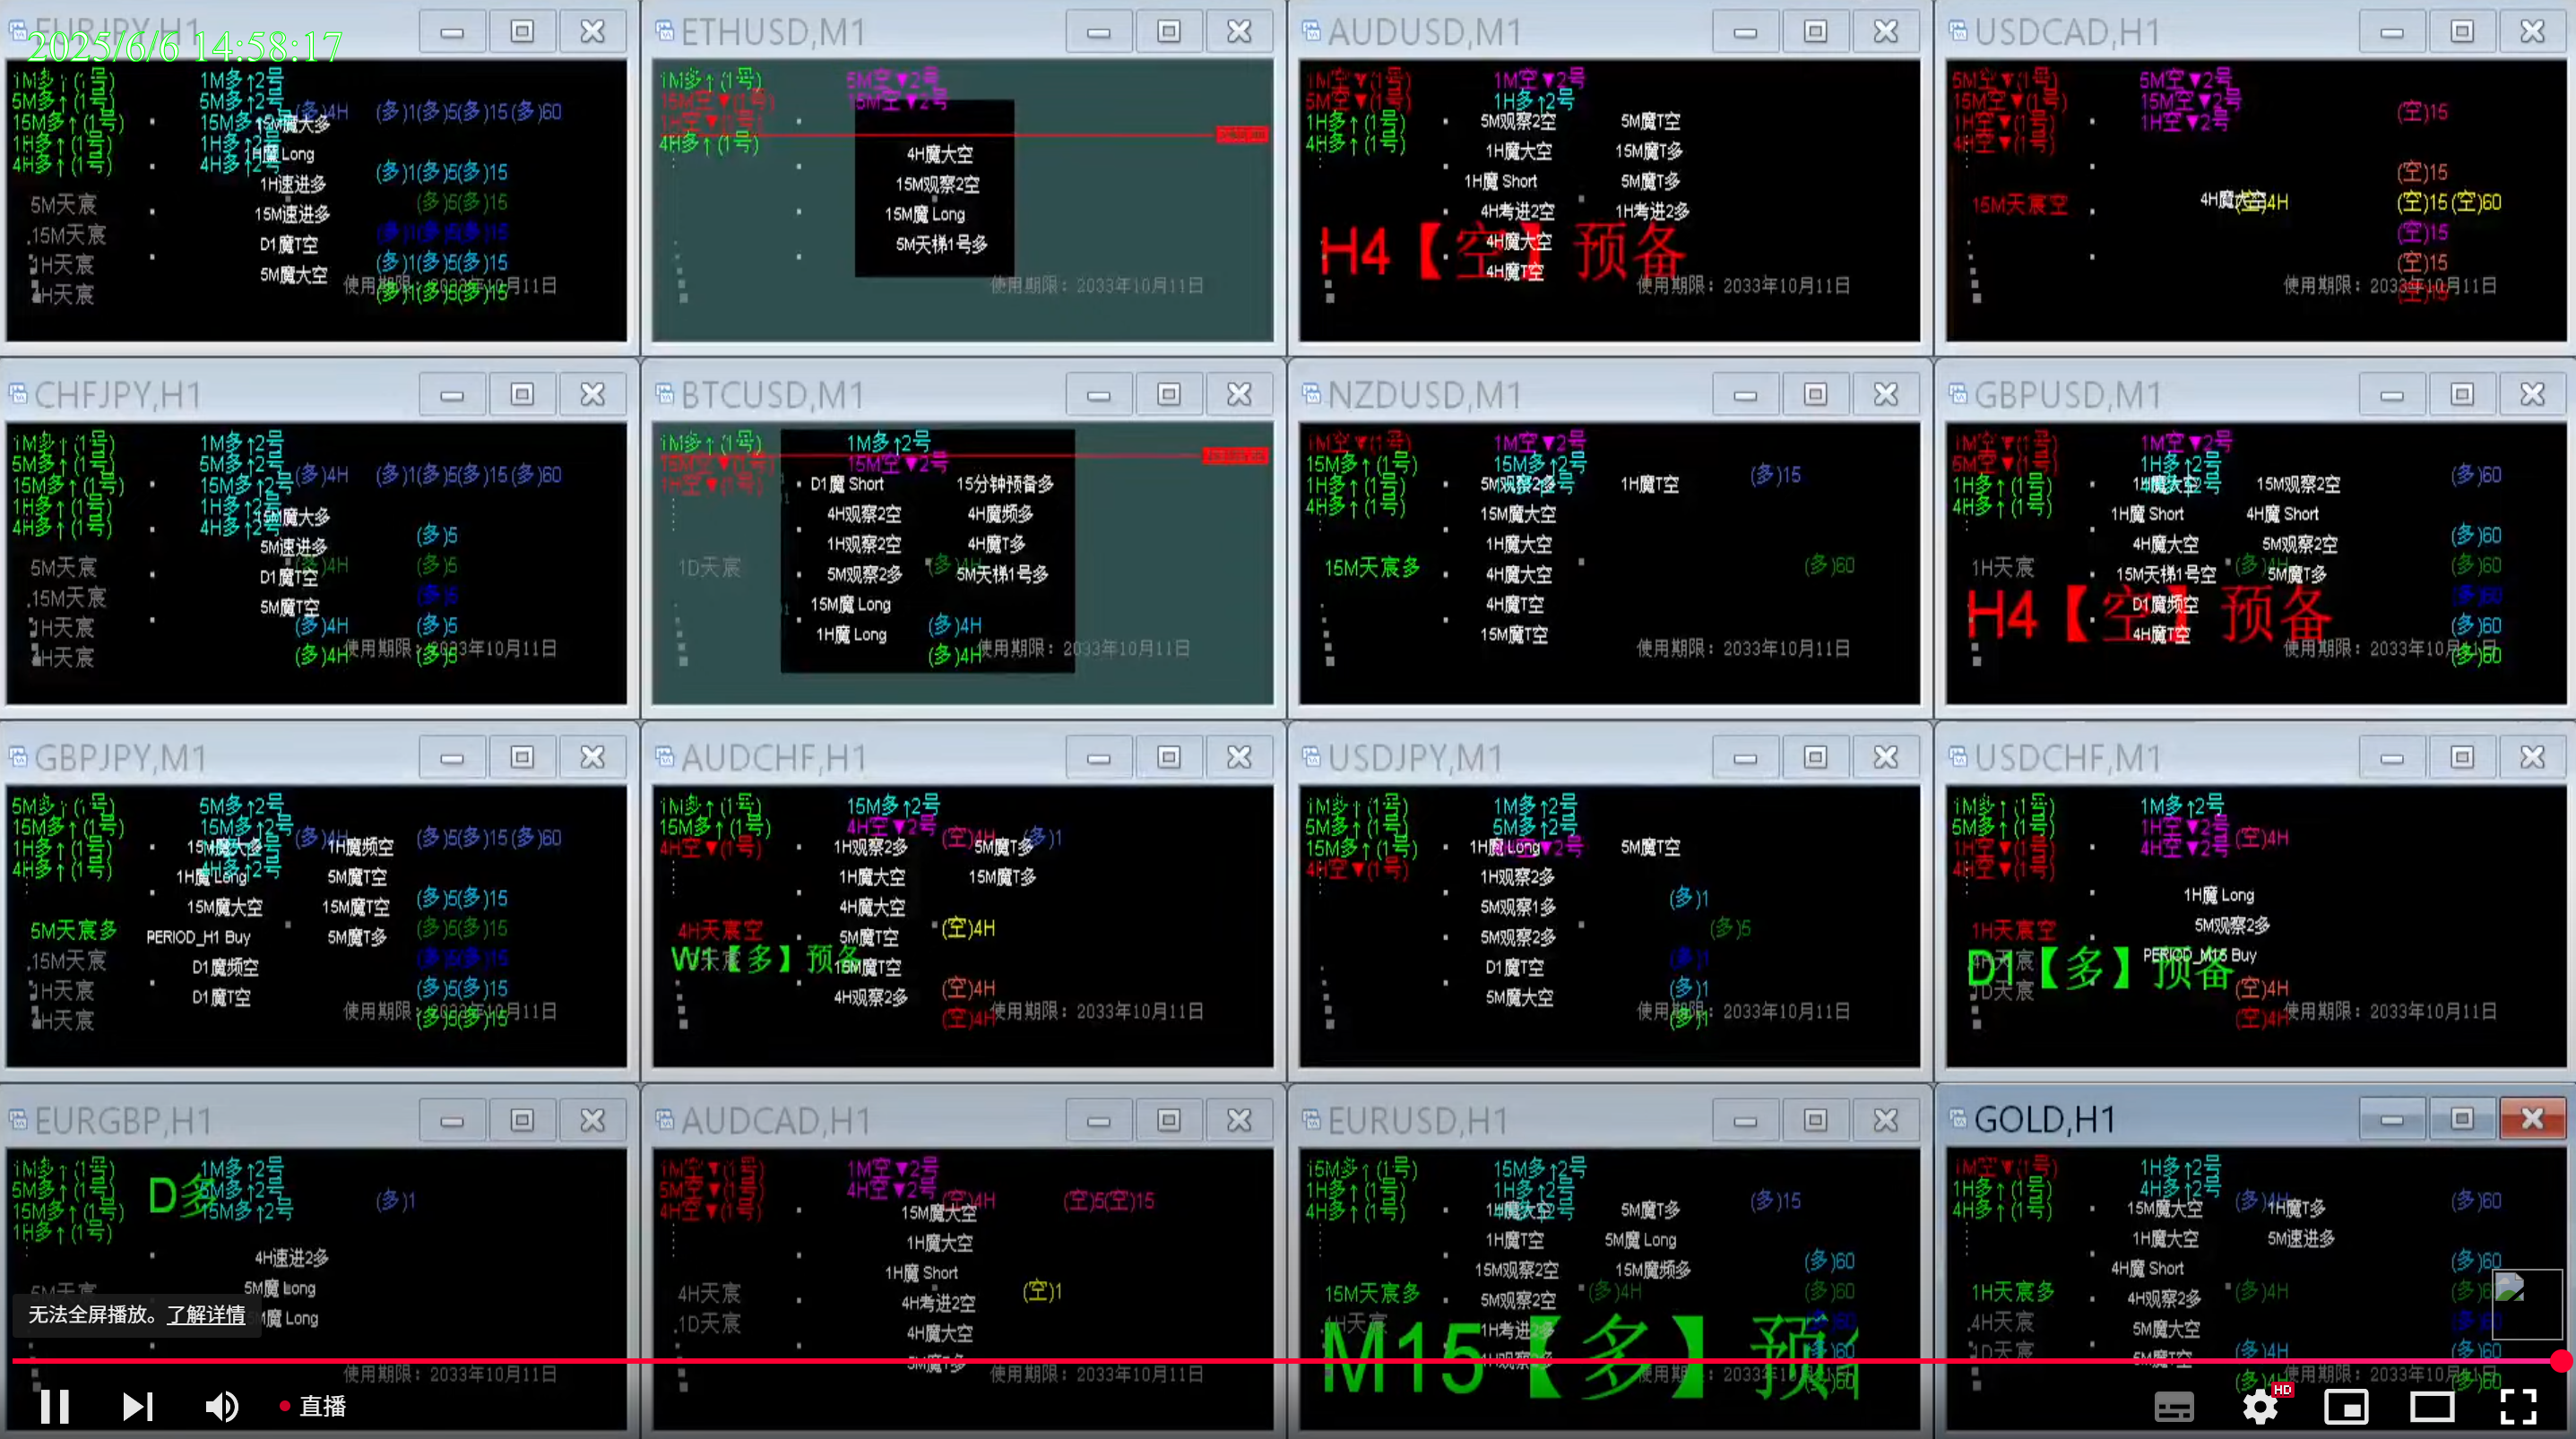 EURJPY,H1
2025/6/6 14:58:17
1M多↑(1号) 1M多↑2号
5M多↑(1号) 5M多↑2号 (多)4H (多)1(多)5(多)15(多)60
15M多↑(1号) 15M多↑2号 15M魔大多
1H多↑(1号) 1H多↑2号 1H魔 Long
4H多↑(1号) 4H多↑2号 (多)1(多)5(多)15
1H速进多
5M天宸 15M速进多 (多)5(多)15
15M天宸 D1魔T空 (多)1(多)5(多)15
1H天宸 5M魔大空 (多)1(多)5(多)15
4H天宸 (多)1(多)5(多)15
使用期限：2033年10月11日
ETHUSD,M1
1M多↑(1号) 5M空▼2号
15M空▼(1号) 15M空▼2号
1H空▼(1号)
4H多↑(1号)
4H魔大空
15M观察2空
15M魔 Long
5M天梯1号多
使用期限：2033年10月11日
AUDUSD,M1
1M空▼(1号) 1M空▼2号
5M空▼(1号) 1H多↑2号
1H多↑(1号) 5M观察2空 5M魔T空
4H多↑(1号) 1H魔大空 15M魔T多
1H魔 Short 5M魔T多
4H考进2空 1H考进2多
H4【空】预备
4H魔大空
4H魔T空
使用期限：2033年10月11日
USDCAD,H1
5M空▼(1号) 5M空▼2号
15M空▼(1号) 15M空▼2号 (空)15
1H空▼(1号) 1H空▼2号
4H空▼(1号) (空)15
15M天宸空 4H魔大空 (空)4H (空)15(空)60
(空)15
(空)15
(空)15
使用期限：2033年10月11日
CHFJPY,H1
1M多↑(1号) 1M多↑2号
5M多↑(1号) 5M多↑2号 (多)4H (多)1(多)5(多)15(多)60
15M多↑(1号) 15M多↑2号
1H多↑(1号) 1H多↑2号 15M魔大多
4H多↑(1号) 4H多↑2号 (多)5
5M速进多
5M天宸 D1魔T空 (多)4H (多)5
15M天宸 5M魔T空 (多)5
1H天宸 (多)4H (多)5
4H天宸 (多)4H (多)5
使用期限：2033年10月11日
BTCUSD,M1
1M多↑(1号) 1M多↑2号
15M空▼(1号) 15M空▼2号
1H空▼(1号) D1魔 Short 15分钟预备多
4H观察2空 4H魔频多
1H观察2空 4H魔T多
1D天宸 5M观察2多 (多)4H 5M天梯1号多
15M魔 Long
1H魔 Long (多)4H
(多)4H
使用期限：2033年10月11日
NZDUSD,M1
1M空▼(1号) 1M空▼2号
15M多↑(1号) 15M多↑2号
1H多↑(1号) 5M观察2多 1H魔T空 (多)15
4H多↑(1号) 15M魔大空
1H魔大空
15M天宸多 4H魔大空 (多)60
4H魔T空
15M魔T空
使用期限：2033年10月11日
GBPUSD,M1
1M空▼(1号) 1M空▼2号
5M空▼(1号) 1H多↑2号 (多)60
1H多↑(1号) 1H魔大空 15M观察2空
4H多↑(1号) 1H魔 Short 4H魔 Short
4H魔大空 5M观察2空 (多)60
1H天宸 15M天梯1号空 (多)4H 5M魔T多 (多)60
H4【空】预备
D1魔频空 (多)60
4H魔T空 (多)60
(多)60
使用期限：2033年10月11日
GBPJPY,M1
5M多↑(1号) 5M多↑2号
15M多↑(1号) 15M多↑2号 (多)4H (多)5(多)15(多)60
1H多↑(1号) 15M魔大多 1H魔频空
4H多↑(1号) 4H多↑2号
1H魔 Long 5M魔T空
15M魔大空 15M魔T空 (多)5(多)15
5M天宸多 PERIOD_H1 Buy 5M魔T多 (多)5(多)15
15M天宸 D1魔频空 (多)5(多)15
1H天宸 D1魔T空 (多)5(多)15
4H天宸 (多)5(多)15
使用期限：2033年10月11日
AUDCHF,H1
1M多↑(1号) 15M多↑2号
15M多↑(1号) 4H空▼2号 (空)4H (多)1
4H空▼(1号) 1H观察2多 5M魔T多
1H魔大空 15M魔T多
4H魔大空
4H天宸空 5M魔T空 (空)4H
W1【多】预备
15M魔T空
4H观察2多 (空)4H
(空)4H
使用期限：2033年10月11日
USDJPY,M1
1M多↑(1号) 1M多↑2号
5M多↑(1号) 5M多↑2号
15M多↑(1号) 1H魔 Long 5M魔T空
4H空▼(1号) 1H观察2多
5M观察1多 (多)1
5M观察2多 (多)5
D1魔T空 (多)1
5M魔大空 (多)1
(多)1
使用期限：2033年10月11日
USDCHF,M1
1M多↑(1号) 1M多↑2号
5M多↑(1号) 1H空▼2号 (空)4H
1H空▼(1号) 4H空▼2号
4H空▼(1号) 1H魔 Long
1H天宸空 5M观察2多
4H天宸 PERIOD_M15 Buy
D1【多】预备
1D天宸 (空)4H
(空)4H
使用期限：2033年10月11日
EURGBP,H1
1M多↑(1号) 1M多↑2号
5M多↑(1号) D多 5M多↑2号 (多)1
15M多↑(1号) 15M多↑2号
1H多↑(1号)
4H速进2多
5M天宸 5M魔 Long
魔 Long
使用期限：2033年10月11日
AUDCAD,H1
1M空▼(1号) 1M空▼2号
5M空▼(1号) 4H空▼2号 (空)4H (空)5(空)15
4H空▼(1号) 15M魔大空
1H魔大空
1H魔 Short
4H天宸 4H考进2空 (空)1
1D天宸 4H魔大空
5M魔T多
使用期限：2033年10月11日
EURUSD,H1
15M多↑(1号) 15M多↑2号
1H多↑(1号) 1H多↑2号 (多)15
4H多↑(1号) 1H魔大空 5M魔T多
1H魔T空 5M魔 Long
15M观察2空 15M魔频多 (多)60
15M天宸多 5M观察2空 (多)4H (多)60
1H天宸 1H考进2多
M15【多】预备
(多)60
使用期限：2033年10月11日
GOLD,H1
1M空▼(1号) 1H多↑2号
1H多↑(1号) 4H多↑2号 (多)4H (多)60
4H多↑(1号) 15M魔大空 1H魔T多
1H魔大空 5M速进多
4H魔 Short (多)60
1H天宸多 4H观察2多 (多)4H
4H天宸 5M魔大空
1D天宸 5M魔T空 (多)4H (多)60
使用期限：2033年10月11日
无法全屏播放。了解详情
直播
HD